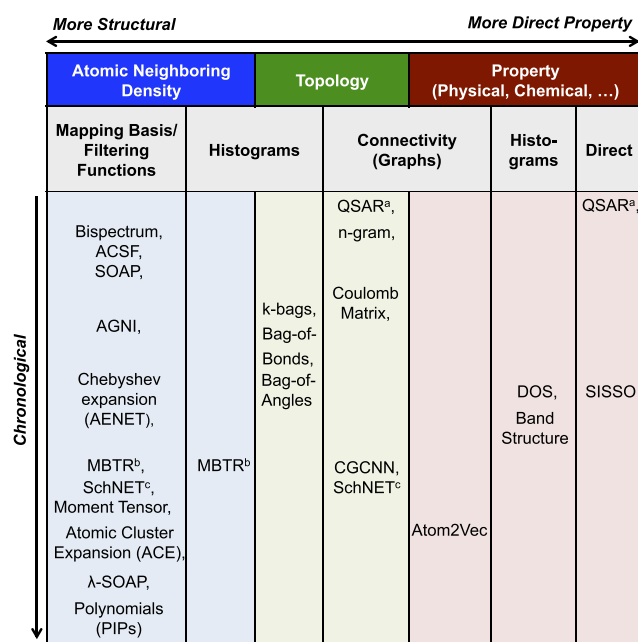 More Structural
More Direct Property
Atomic Neighboring
Density
Topology
Property
(Physical, Chemical, …)
Mapping Basis/
Filtering
Functions
Histograms
Connectivity
(Graphs)
Histo-
grams
Direct
Chronological
Bispectrum,
ACSF,
SOAP,
AGNI,
Chebyshev
expansion
(AENET),
MBTRᵇ,
SchNETᶜ,
Moment Tensor,
Atomic Cluster
Expansion (ACE),
λ-SOAP,
Polynomials
(PIPs)
MBTRᵇ
k-bags,
Bag-of-
Bonds,
Bag-of-
Angles
QSARᵃ,
n-gram,
Coulomb
Matrix,
CGCNN,
SchNETᶜ
Atom2Vec
DOS,
Band
Structure
QSARᵃ,
SISSO